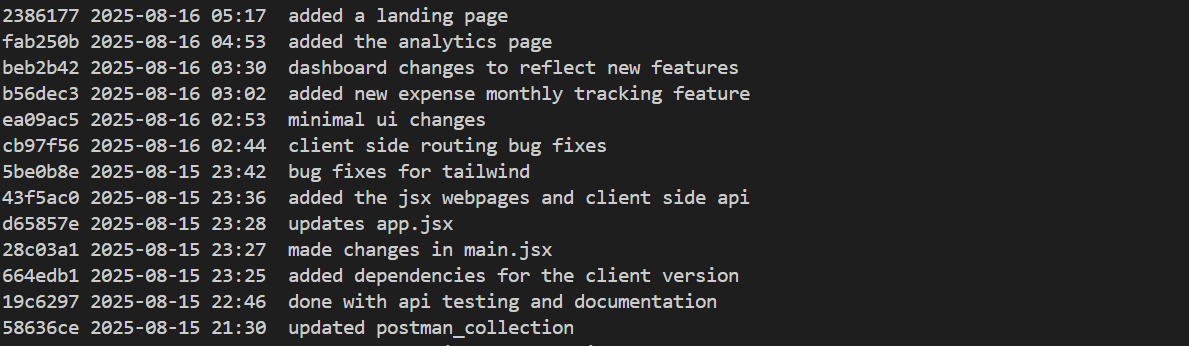 2386177 2025-08-16 05:17  added a landing page
fab250b 2025-08-16 04:53  added the analytics page
beb2b42 2025-08-16 03:30  dashboard changes to reflect new features
b56dec3 2025-08-16 03:02  added new expense monthly tracking feature
ea09ac5 2025-08-16 02:53  minimal ui changes
cb97f56 2025-08-16 02:44  client side routing bug fixes
5be0b8e 2025-08-15 23:42  bug fixes for tailwind
43f5ac0 2025-08-15 23:36  added the jsx webpages and client side api
d65857e 2025-08-15 23:28  updates app.jsx
28c03a1 2025-08-15 23:27  made changes in main.jsx
664edb1 2025-08-15 23:25  added dependencies for the client version
19c6297 2025-08-15 22:46  done with api testing and documentation
58636ce 2025-08-15 21:30  updated postman_collection